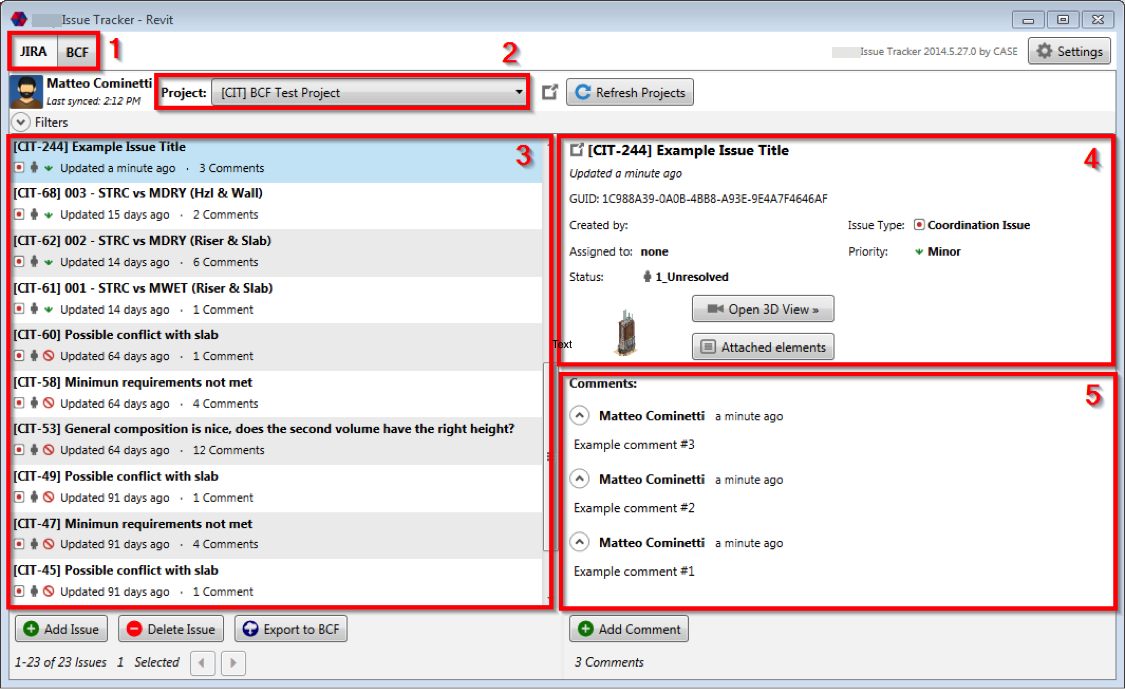 Issue Tracker - Revit
JIRA BCF 1
2
Issue Tracker 2014.5.27.0 by CASE Settings
Matteo Cominetti
Last synced: 2:12 PM
Project: [CIT] BCF Test Project
Refresh Projects
Filters
[CIT-244] Example Issue Title
Updated a minute ago · 3 Comments
3
[CIT-68] 003 - STRC vs MDRY (Hzl & Wall)
Updated 15 days ago · 2 Comments
[CIT-62] 002 - STRC vs MDRY (Riser & Slab)
Updated 14 days ago · 6 Comments
[CIT-61] 001 - STRC vs MWET (Riser & Slab)
Updated 14 days ago · 1 Comment
[CIT-60] Possible conflict with slab
Updated 64 days ago · 1 Comment
[CIT-58] Minimun requirements not met
Updated 64 days ago · 4 Comments
[CIT-53] General composition is nice, does the second volume have the right height?
Updated 64 days ago · 12 Comments
[CIT-49] Possible conflict with slab
Updated 91 days ago · 1 Comment
[CIT-47] Minimun requirements not met
Updated 91 days ago · 4 Comments
[CIT-45] Possible conflict with slab
Updated 91 days ago · 1 Comment
Add Issue Delete Issue Export to BCF
1-23 of 23 Issues 1 Selected
[CIT-244] Example Issue Title
4
Updated a minute ago
GUID: 1C988A39-0A0B-4BB8-A93E-9E4A7F4646AF
Created by: Issue Type: Coordination Issue
Assigned to: none Priority: Minor
Status: 1_Unresolved
Open 3D View »
Text
Attached elements
Comments:
5
Matteo Cominetti a minute ago
Example comment #3
Matteo Cominetti a minute ago
Example comment #2
Matteo Cominetti a minute ago
Example comment #1
Add Comment
3 Comments